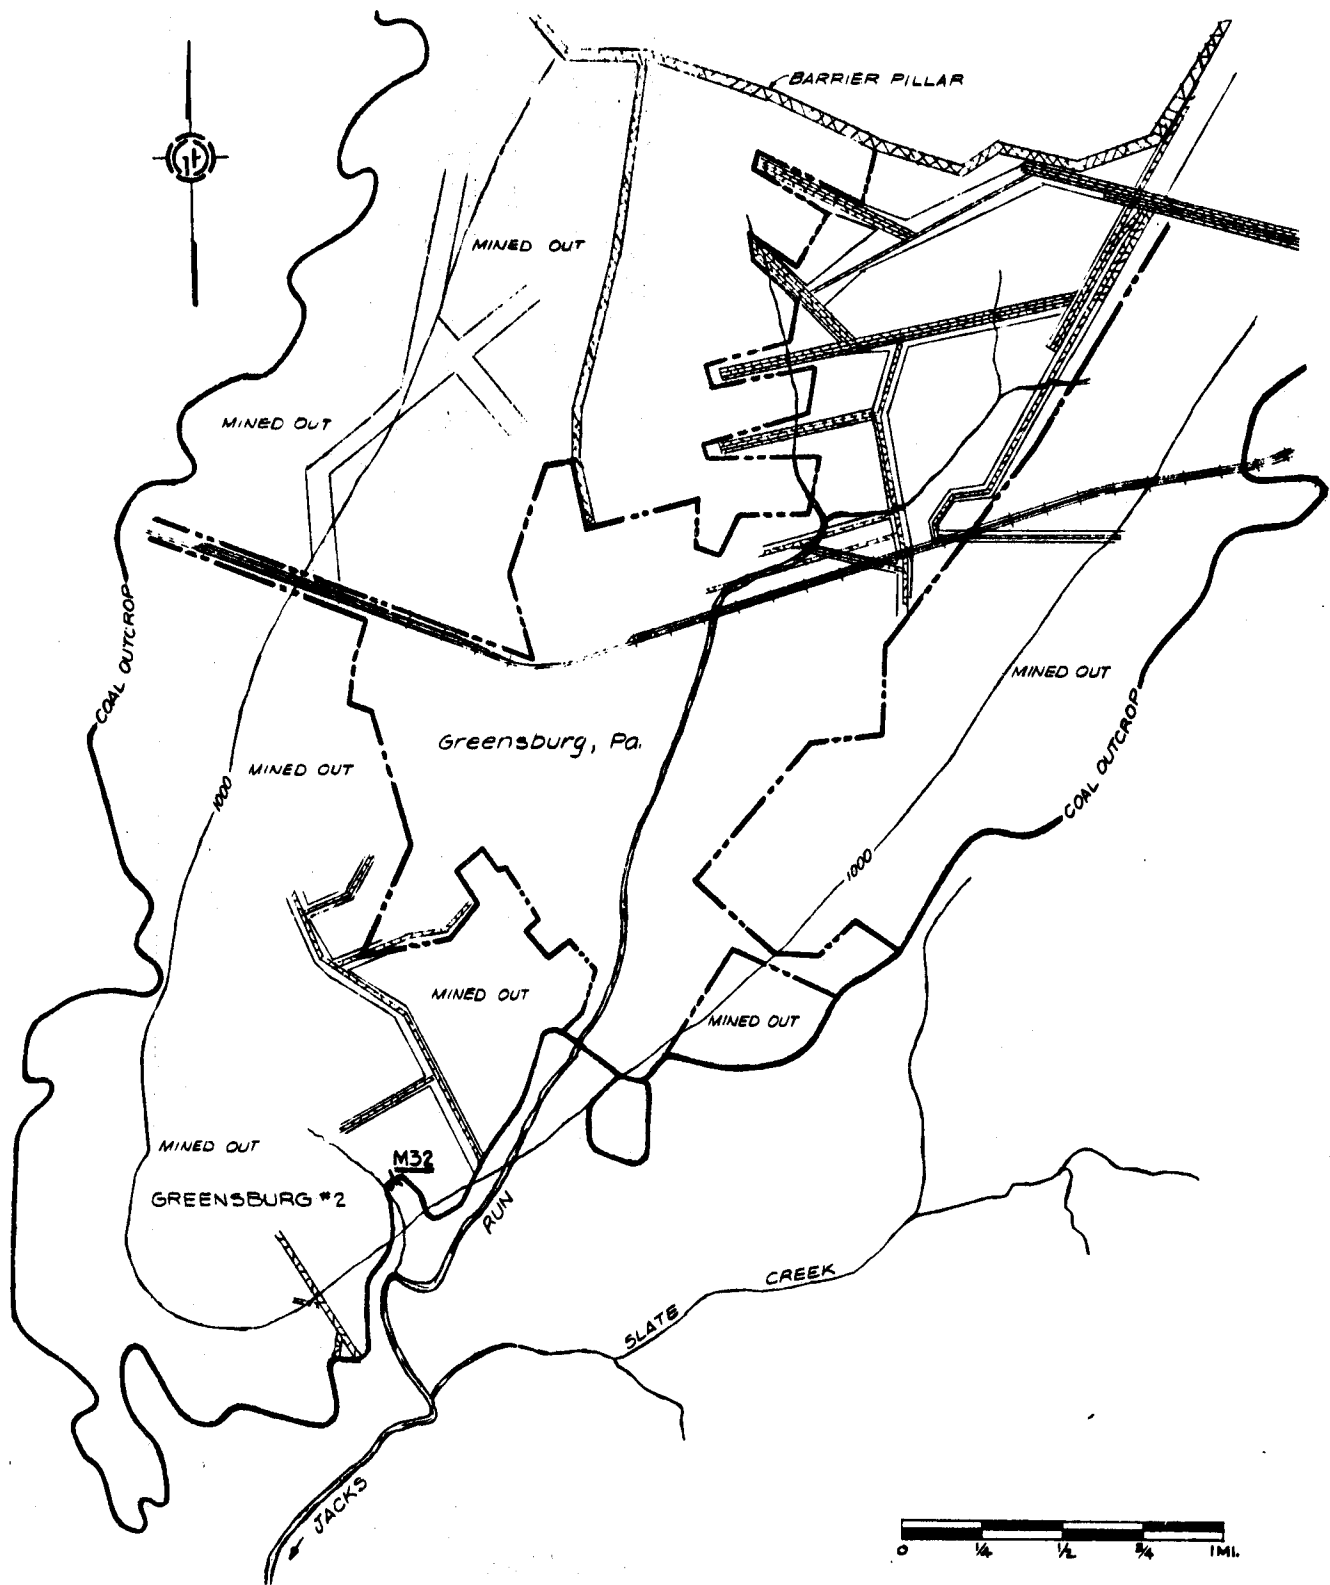 BARRIER PILLAR
MINED OUT
MINED OUT
COAL OUTCROP
MINED OUT
Greensburg, Pa.
MINED OUT
COAL OUTCROP
1000
1000
MINED OUT
MINED OUT
MINED OUT
M32
GREENSBURG #2
RUN
CREEK
SLATE
JACKS
0 1/4 1/2 3/4 1MI.